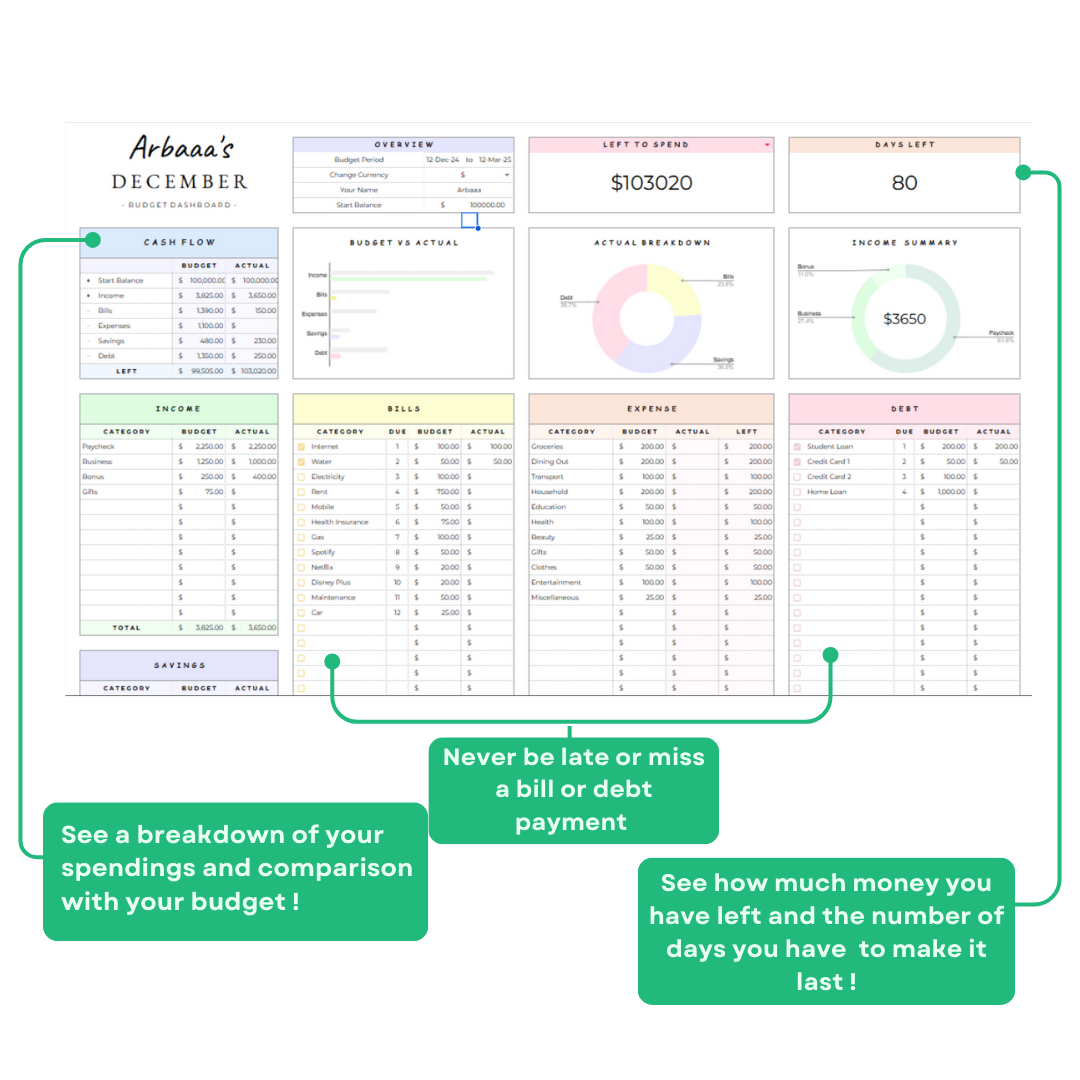 Arbaaa's
DECEMBER
- BUDGET DASHBOARD -
OVERVIEW
Budget Period 12-Dec-24 to 12-Mar-25
Change Currency $
Your Name Arbaaa
Start Balance $ 100000.00
LEFT TO SPEND
$103020
DAYS LEFT
80
CASH FLOW
BUDGET ACTUAL
+ Start Balance $ 100,000.00 $ 100,000.00
+ Income $ 3,825.00 $ 3,650.00
- Bills $ 1,390.00 $ 150.00
- Expenses $ 1,100.00 $
- Savings $ 480.00 $ 230.00
- Debt $ 1,350.00 $ 250.00
LEFT $ 99,505.00 $ 103,020.00
BUDGET VS ACTUAL
Income
Bills
Expenses
Savings
Debt
ACTUAL BREAKDOWN
Bills
23.8%
Debt
39.7%
Savings
36.5%
INCOME SUMMARY
Bonus
11.0%
Business
27.4%
$3650
Paycheck
61.6%
INCOME
CATEGORY BUDGET ACTUAL
Paycheck $ 2,250.00 $ 2,250.00
Business $ 1,250.00 $ 1,000.00
Bonus $ 250.00 $ 400.00
Gifts $ 75.00 $
$ $
$ $
$ $
$ $
$ $
$ $
$ $
$ $
TOTAL $ 3,825.00 $ 3,650.00
SAVINGS
CATEGORY BUDGET ACTUAL
BILLS
CATEGORY DUE BUDGET ACTUAL
Internet 1 $ 100.00 $ 100.00
Water 2 $ 50.00 $ 50.00
Electricity 3 $ 100.00 $
Rent 4 $ 750.00 $
Mobile 5 $ 50.00 $
Health Insurance 6 $ 75.00 $
Gas 7 $ 100.00 $
Spotify 8 $ 50.00 $
Netflix 9 $ 20.00 $
Disney Plus 10 $ 20.00 $
Maintenance 11 $ 50.00 $
Car 12 $ 25.00 $
$ $
$ $
$ $
$ $
$ $
EXPENSE
CATEGORY BUDGET ACTUAL LEFT
Groceries $ 200.00 $ $ 200.00
Dining Out $ 200.00 $ $ 200.00
Transport $ 100.00 $ $ 100.00
Household $ 200.00 $ $ 200.00
Education $ 50.00 $ $ 50.00
Health $ 100.00 $ $ 100.00
Beauty $ 25.00 $ $ 25.00
Gifts $ 50.00 $ $ 50.00
Clothes $ 50.00 $ $ 50.00
Entertainment $ 100.00 $ $ 100.00
Miscellaneous $ 25.00 $ $ 25.00
$ $ $
$ $ $
$ $ $
$ $ $
$ $ $
$ $ $
DEBT
CATEGORY DUE BUDGET ACTUAL
Student Loan 1 $ 200.00 $ 200.00
Credit Card 1 2 $ 50.00 $ 50.00
Credit Card 2 3 $ 100.00 $
Home Loan 4 $ 1,000.00 $
$ $
$ $
$ $
$ $
$ $
$ $
$ $
$ $
$ $
$ $
$ $
$ $
$ $
Never be late or miss
a bill or debt
payment
See a breakdown of your
spendings and comparison
with your budget !
See how much money you
have left and the number of
days you have to make it
last !